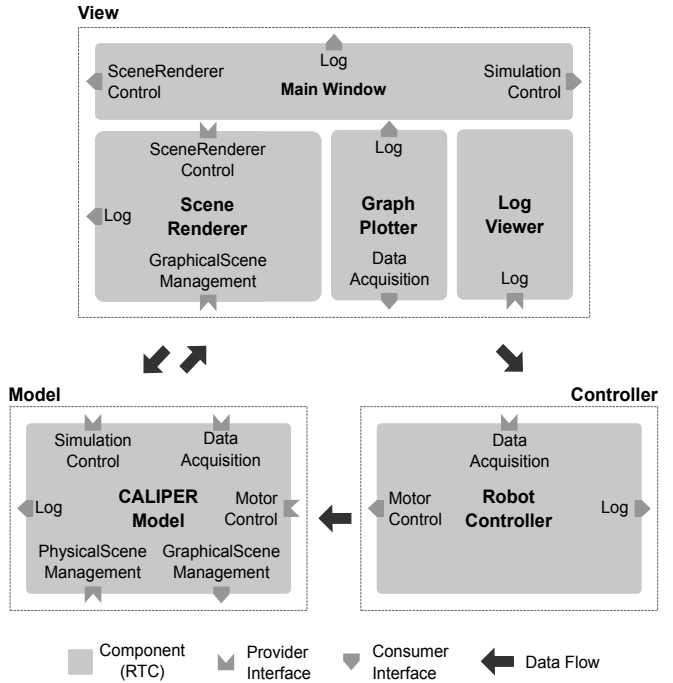 View
Log
SceneRenderer
Control
Main Window
Simulation
Control
SceneRenderer
Control
Log
Scene
Renderer
GraphicalScene
Management
Log
Graph
Plotter
Data
Acquisition
Log
Viewer
Log
Model
Simulation
Control
Data
Acquisition
Log
CALIPER
Model
Motor
Control
PhysicalScene
Management
GraphicalScene
Management
Controller
Data
Acquisition
Motor
Control
Robot
Controller
Log
Component
(RTC)
Provider
Interface
Consumer
Interface
Data Flow